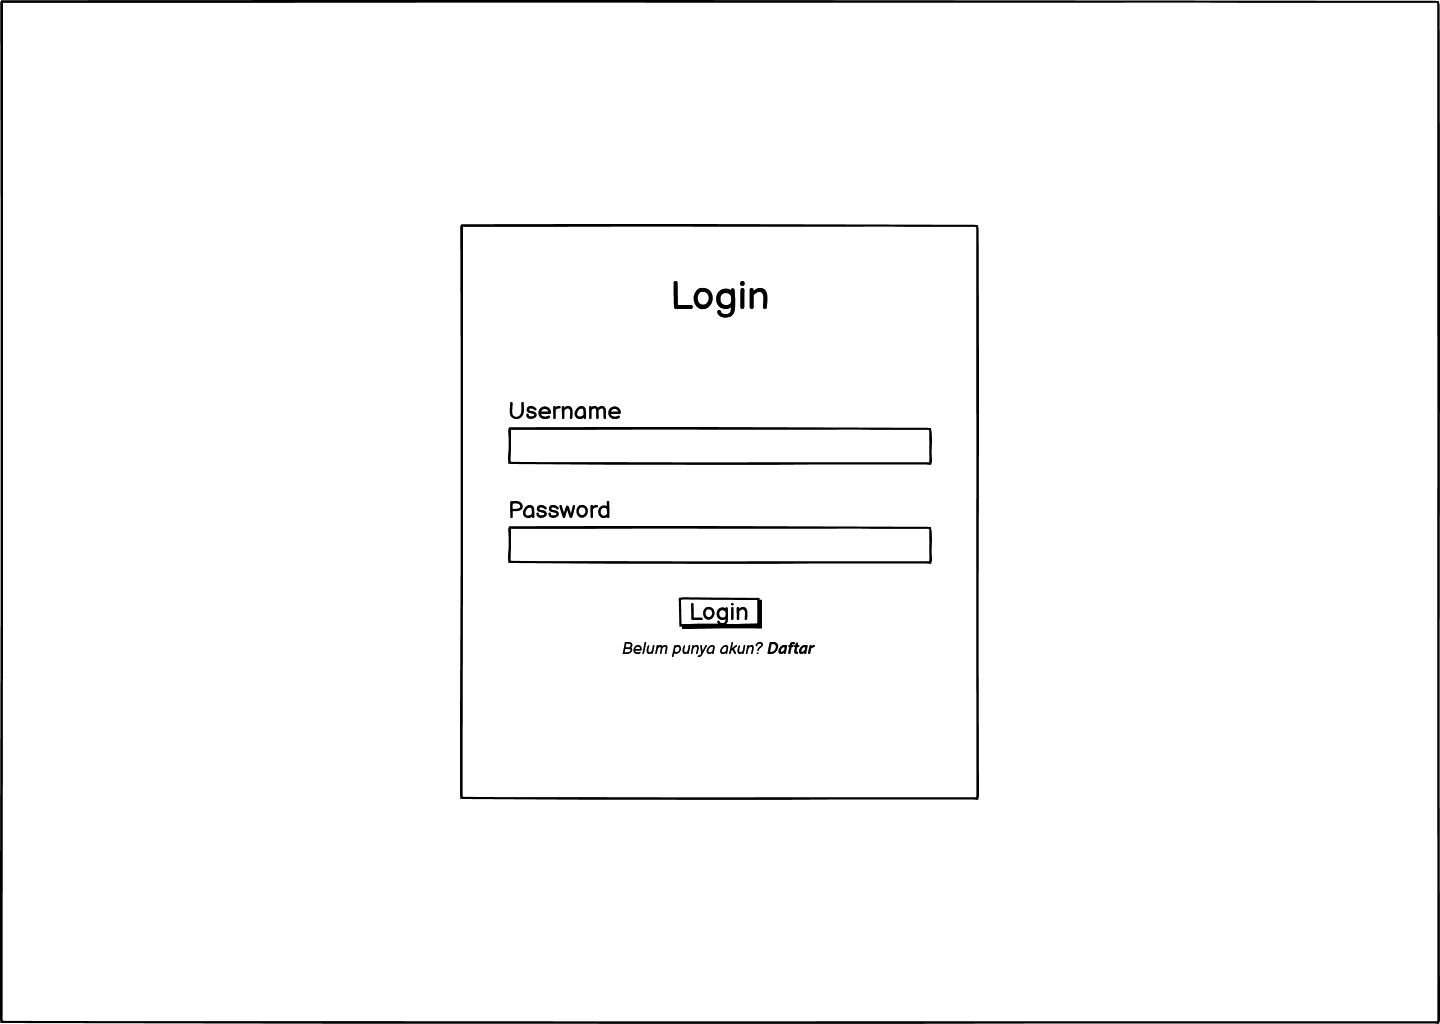 Login
Username
Password
Login
Belum punya akun? Daftar